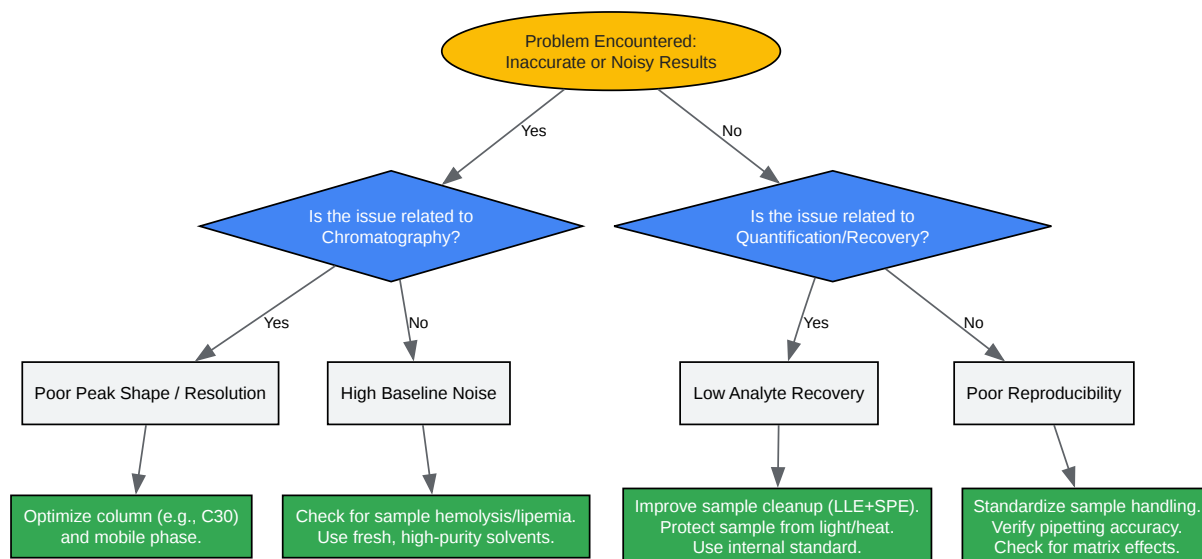 Problem Encountered:
Inaccurate or Noisy Results
Yes
No
Is the issue related to
Chromatography?
Is the issue related to
Quantification/Recovery?
Yes
No
Yes
No
Poor Peak Shape / Resolution
High Baseline Noise
Low Analyte Recovery
Poor Reproducibility
Optimize column (e.g., C30)
and mobile phase.
Check for sample hemolysis/lipemia.
Use fresh, high-purity solvents.
Improve sample cleanup (LLE+SPE).
Protect sample from light/heat.
Use internal standard.
Standardize sample handling.
Verify pipetting accuracy.
Check for matrix effects.